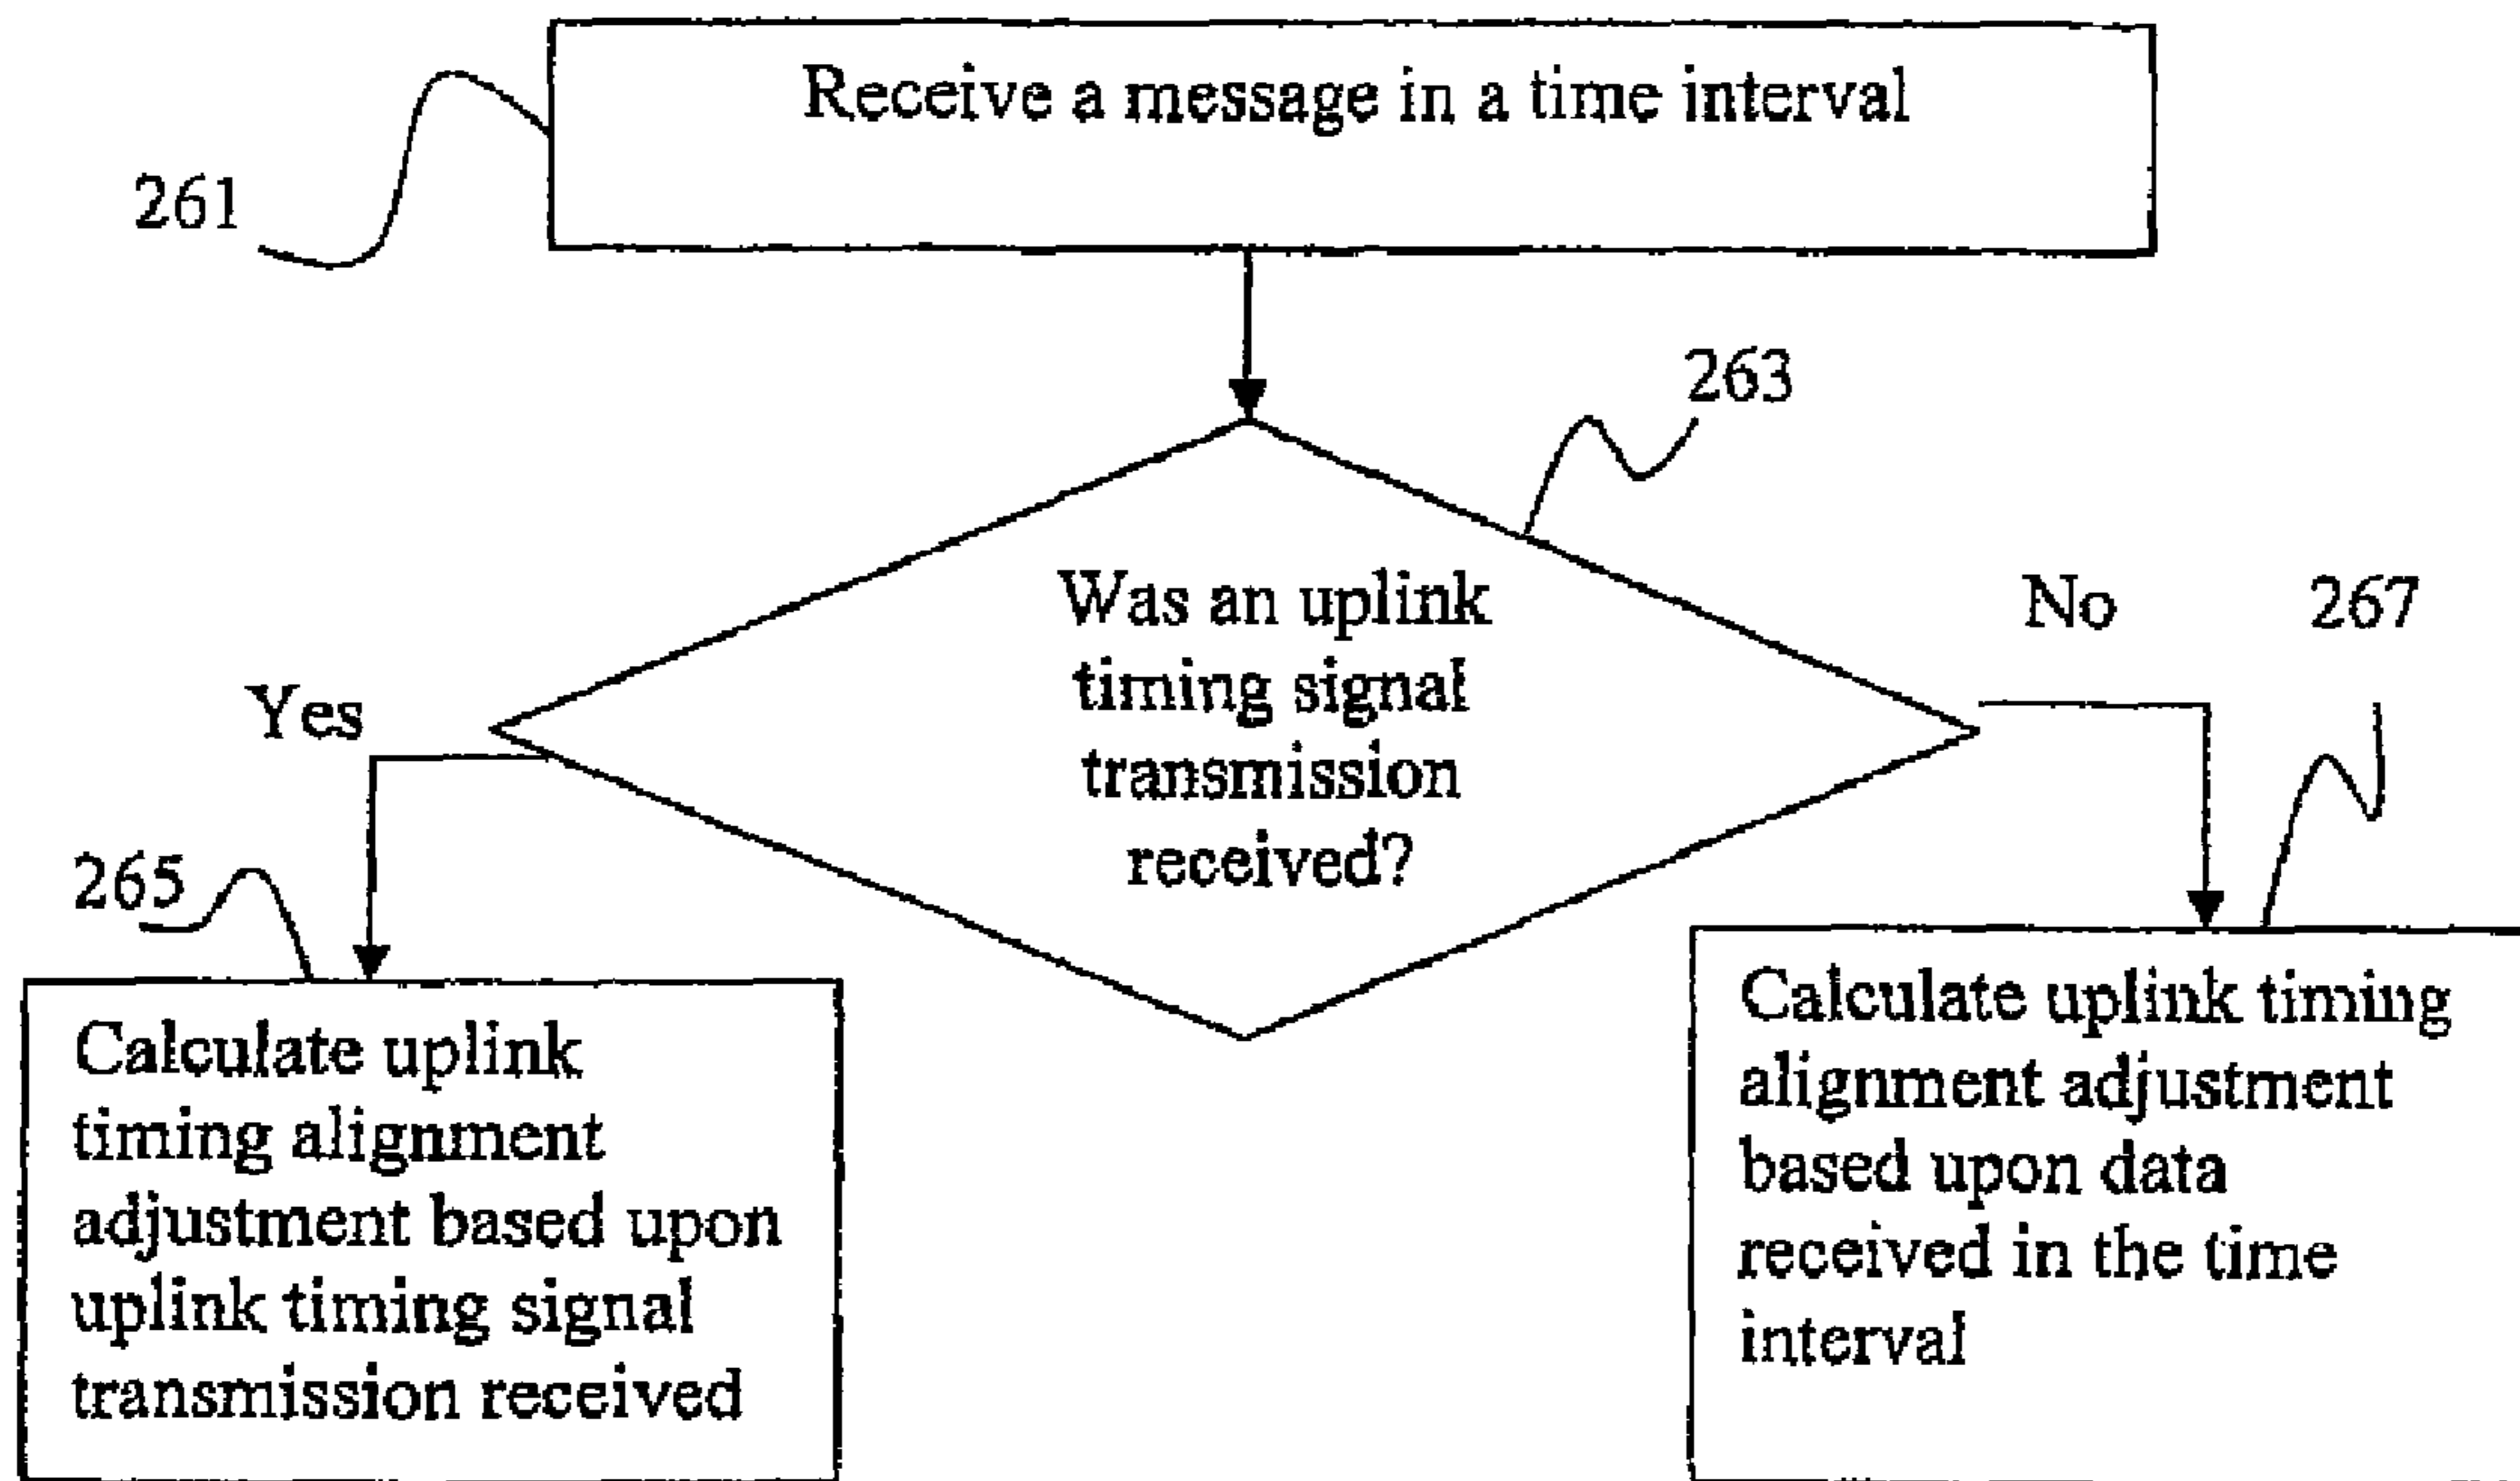 Receive a message in a time interval
261
263
Was an uplink
timing signal
transmission
received?
No
267
Yes
265
Calculate uplink
timing alignment
adjustment based upon
uplink timing signal
transmission received
Calculate uplink timing
alignment adjustment
based upon data
received in the time
interval